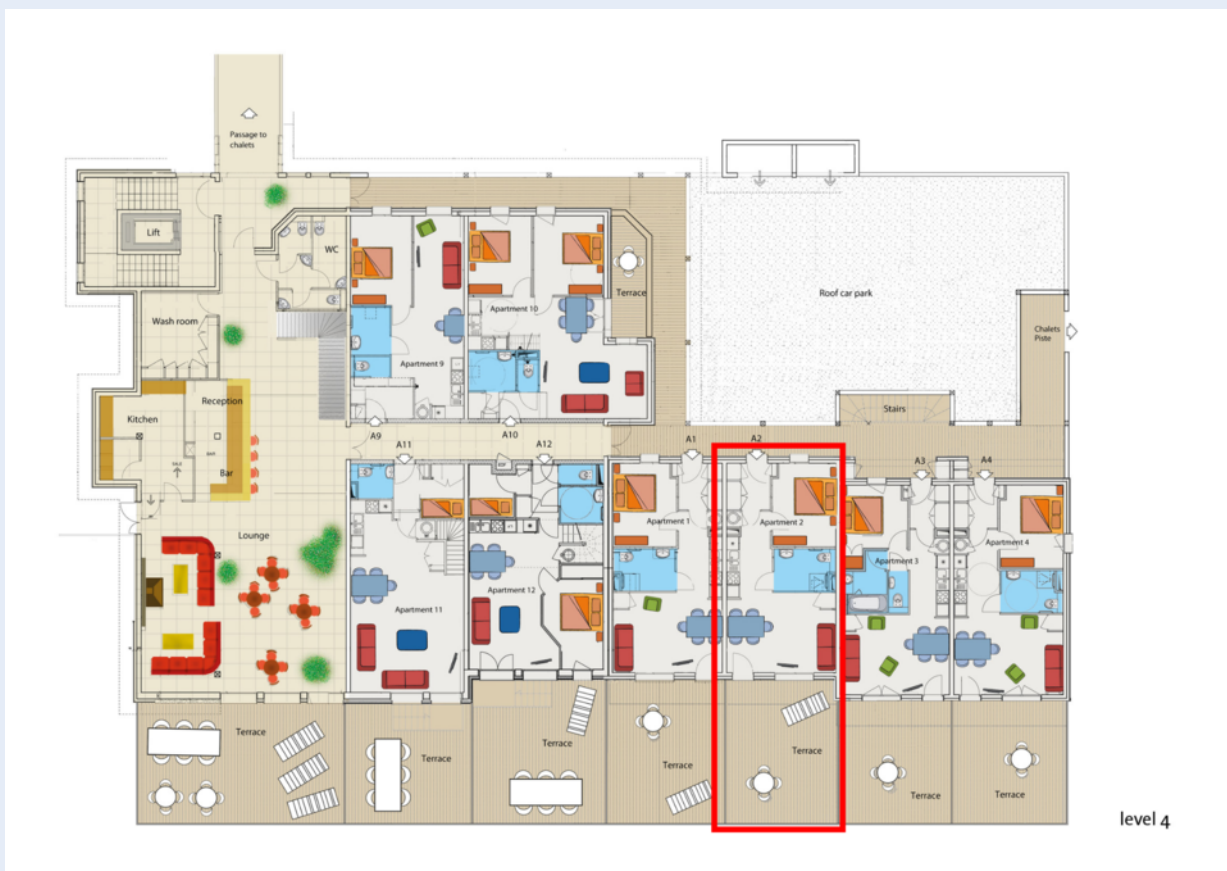 Passage to
chalets
Lift
WC
Wash room
Terrace
Roof car park
Chalets
Piste
Apartment 10
Apartment 9
Reception
Kitchen
Bar
Stairs
A9
A10
A11
A12
A1
A2
A3
A4
Lounge
Apartment 1
Apartment 2
Apartment 4
Apartment 3
Apartment 12
Apartment 11
Terrace
Terrace
Terrace
Terrace
Terrace
Terrace
Terrace
level 4